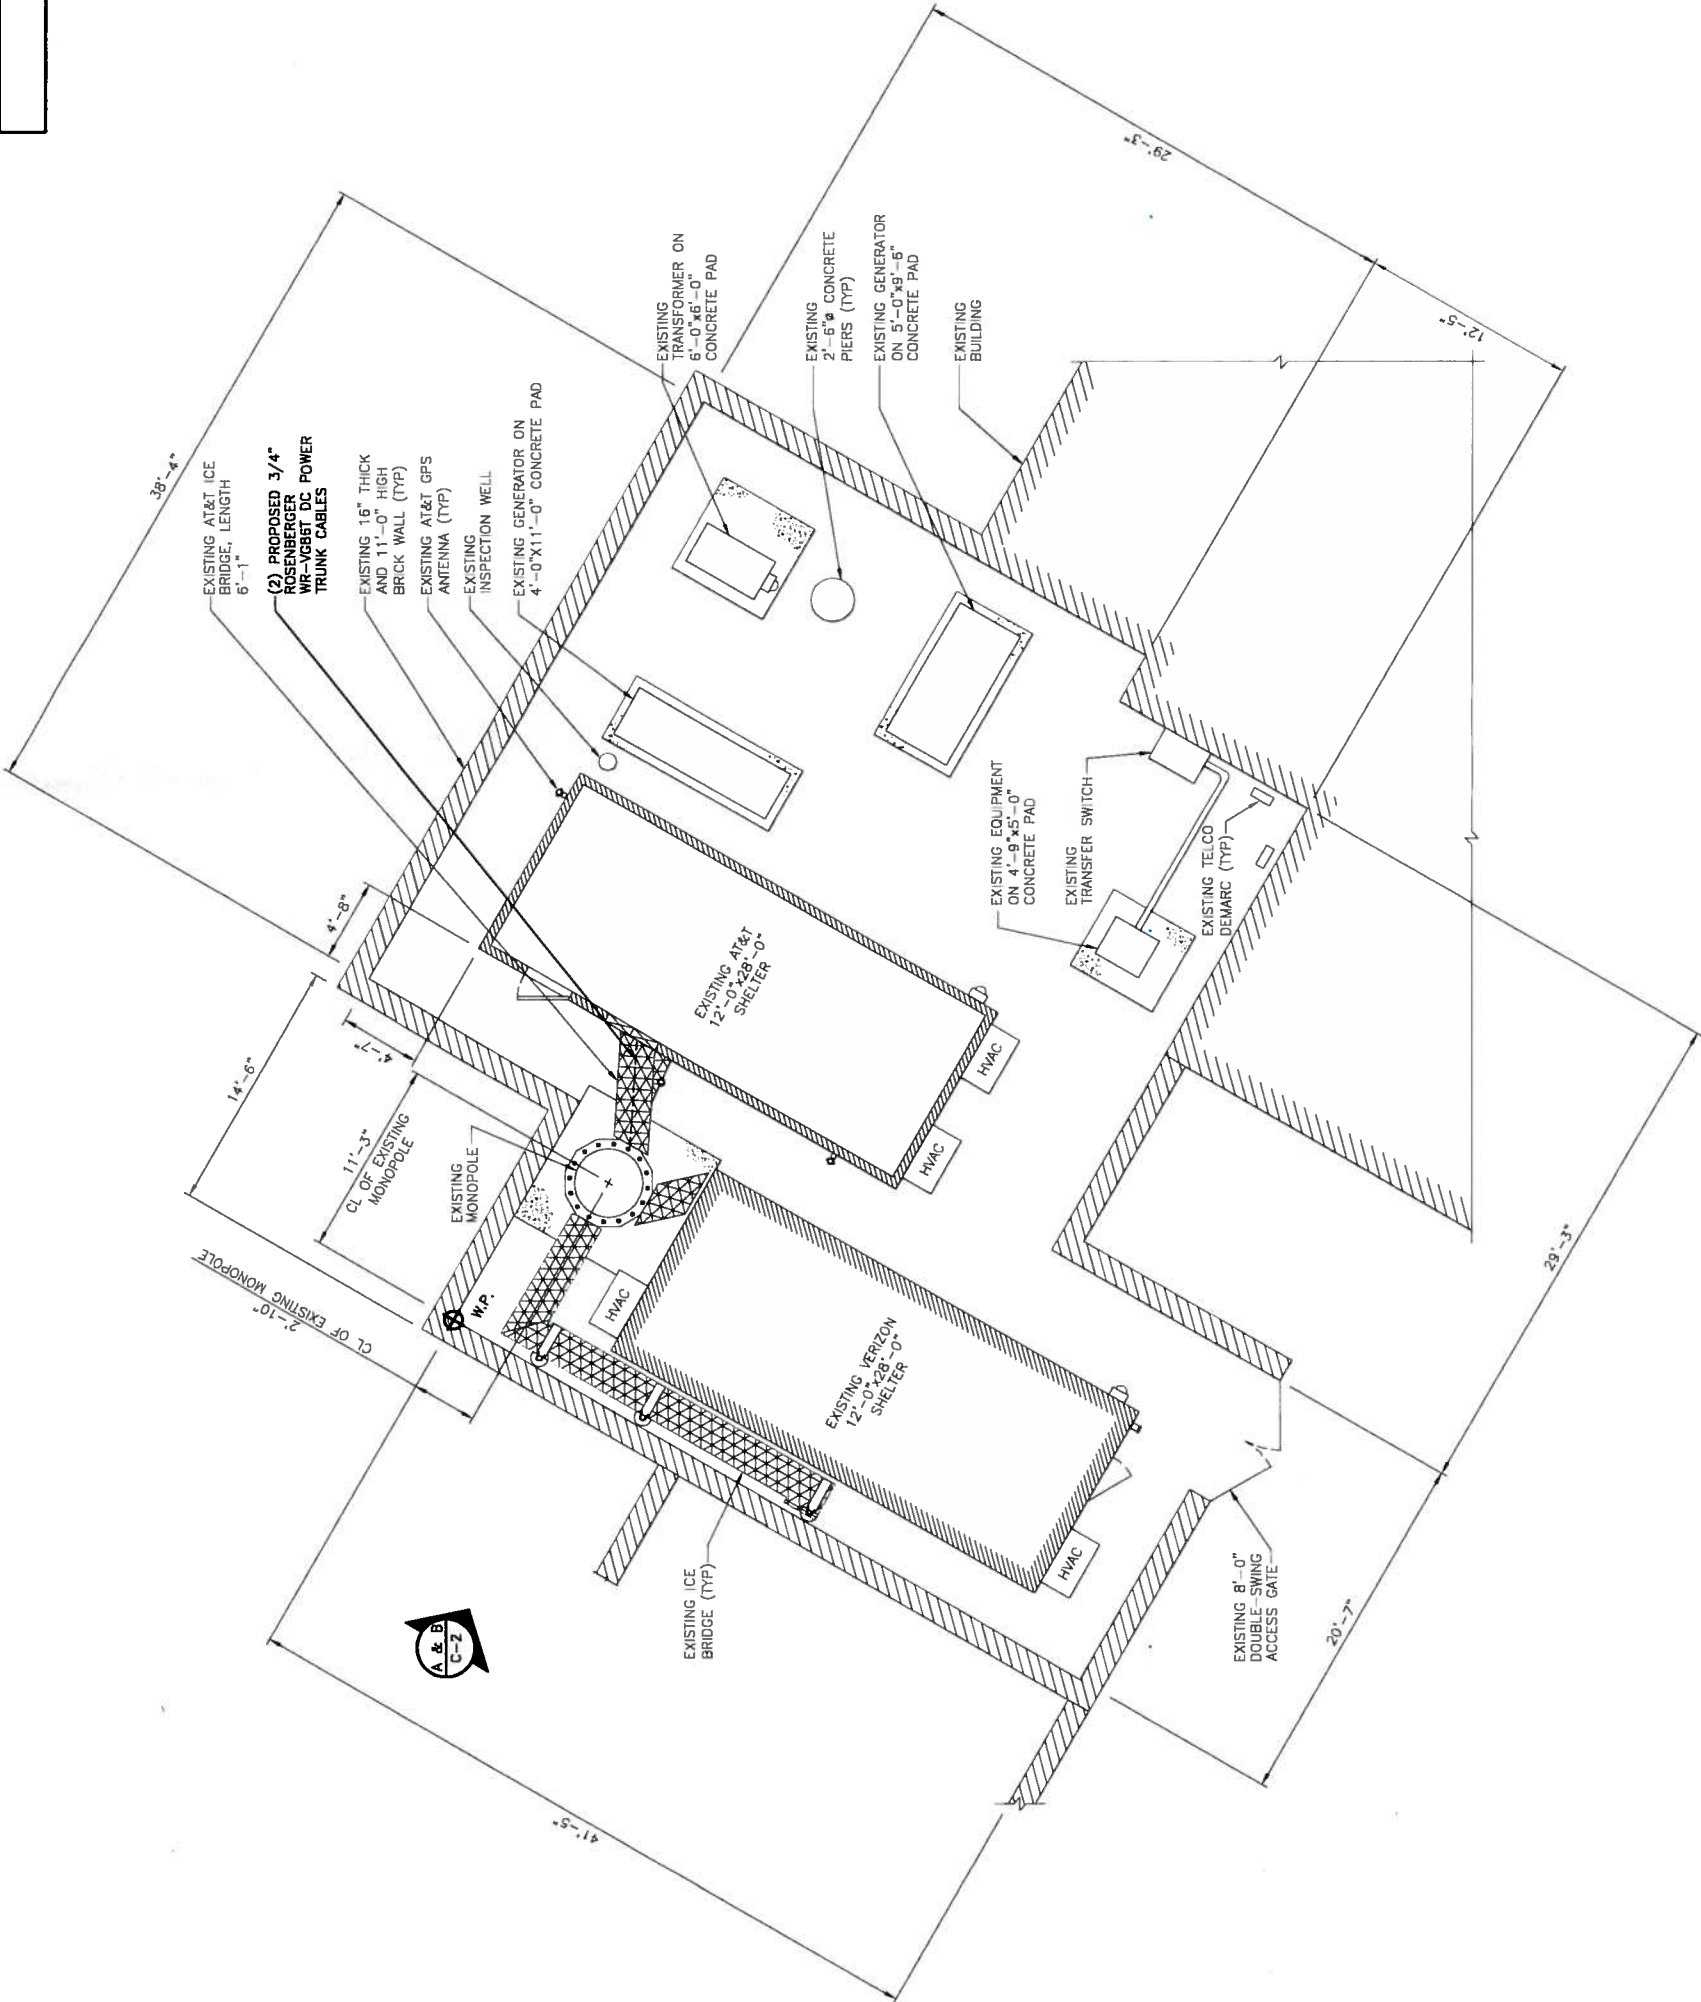 38'-4"
29'-3"
12'-5"
EXISTING AT&T ICE
BRIDGE, LENGTH
6'-1"
(2) PROPOSED 3/4"
ROSENBERGER
WR-VG86T DC POWER
TRUNK CABLES
EXISTING 16" THICK
AND 11'-0" HIGH
BRICK WALL (TYP)
EXISTING AT&T GPS
ANTENNA (TYP)
EXISTING
INSPECTION WELL
EXISTING GENERATOR ON
4'-0"X11'-0" CONCRETE PAD
EXISTING
TRANSFORMER ON
6'-0"x6'-0"
CONCRETE PAD
EXISTING
2'-6"ø CONCRETE
PIERS (TYP)
EXISTING GENERATOR
ON 5'-0"x9'-6"
CONCRETE PAD
EXISTING
BUILDING
4'-8"
4'-7"
14'-6"
11'-3"
CL OF EXISTING
MONOPOLE
2'-10"
CL OF EXISTING MONOPOLE
EXISTING
MONOPOLE
W.P.
EXISTING AT&T
12'-0"x28'-0"
SHELTER
HVAC
HVAC
EXISTING EQUIPMENT
ON 4'-9"x5'-0"
CONCRETE PAD
EXISTING
TRANSFER SWITCH
EXISTING TELCO
DEMARC (TYP)
HVAC
EXISTING VERIZON
12'-0"x28'-0"
SHELTER
HVAC
A & B
C-2
EXISTING ICE
BRIDGE (TYP)
EXISTING 8'-0"
DOUBLE-SWING
ACCESS GATE
29'-3"
20'-7"
41'-5"